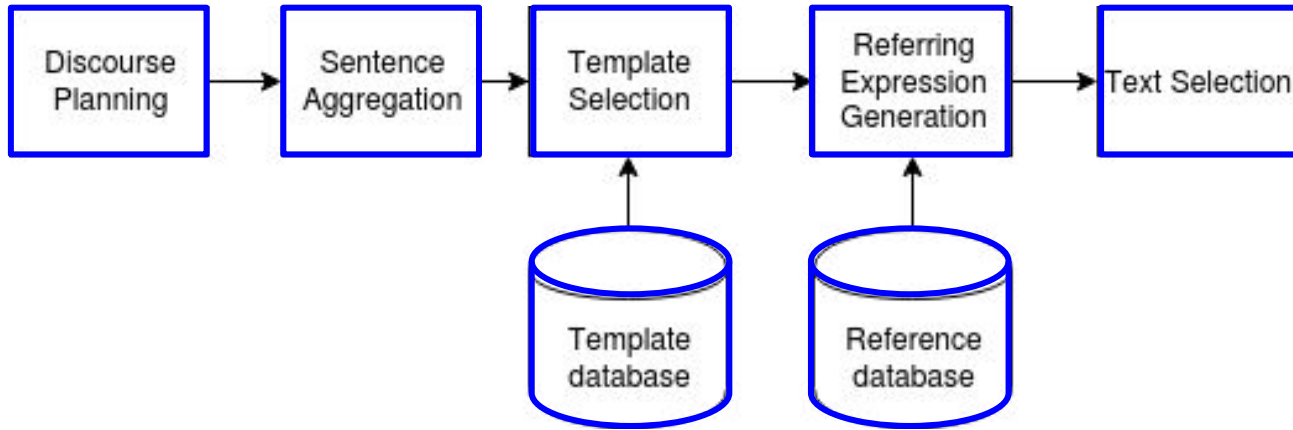 Discourse
Planning
Sentence
Aggregation
Template
Selection
Referring
Expression
Generation
Text Selection
Template
database
Reference
database